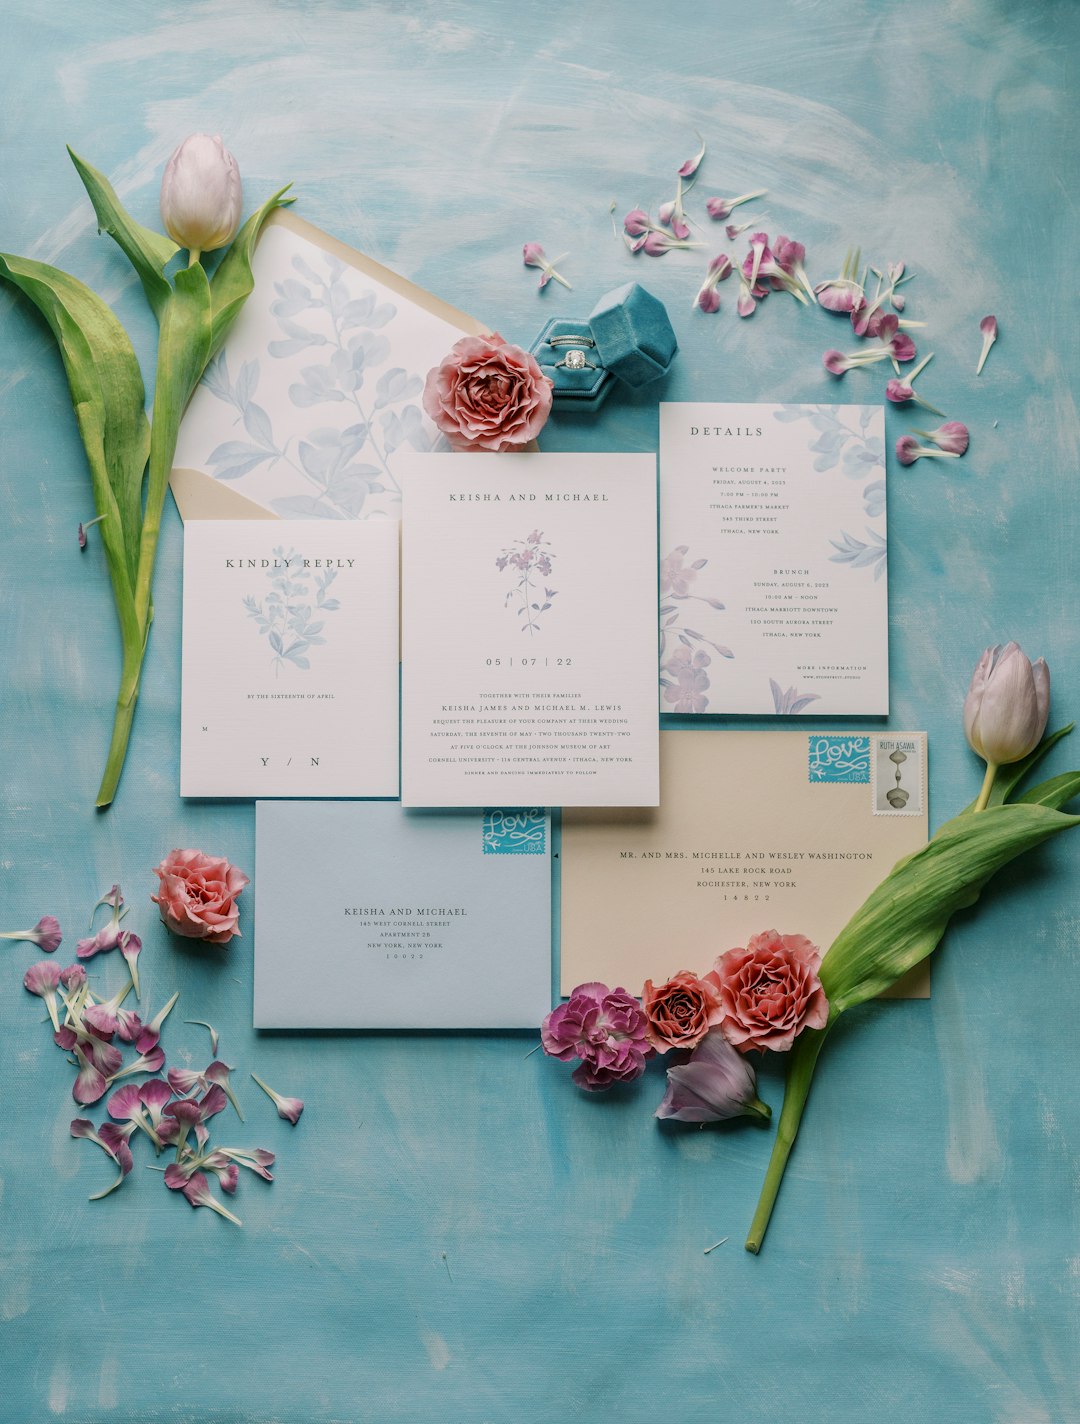 DETAILS
WELCOME PARTY
FRIDAY, AUGUST 4, 2023
7:00 PM - 10:00 PM
ITHACA FARMER'S MARKET
545 THIRD STREET
ITHACA, NEW YORK
BRUNCH
SUNDAY, AUGUST 6, 2023
10:00 AM - NOON
ITHACA MARRIOTT DOWNTOWN
120 SOUTH AURORA STREET
ITHACA, NEW YORK
MORE INFORMATION
KEISHA AND MICHAEL
05 | 07 | 22
TOGETHER WITH THEIR FAMILIES
KEISHA JAMES AND MICHAEL M. LEWIS
REQUEST THE PLEASURE OF YOUR COMPANY AT THEIR WEDDING
SATURDAY, THE SEVENTH OF MAY • TWO THOUSAND TWENTY-TWO
AT FIVE O'CLOCK AT THE JOHNSON MUSEUM OF ART
CORNELL UNIVERSITY • 114 CENTRAL AVENUE • ITHACA, NEW YORK
DINNER AND DANCING IMMEDIATELY TO FOLLOW
KINDLY REPLY
BY THE SIXTEENTH OF APRIL
M
Y / N
Love
USA
RUTH ASAWA
MR. AND MRS. MICHELLE AND WESLEY WASHINGTON
145 LAKE ROCK ROAD
ROCHESTER, NEW YORK
14822
Love
USA
KEISHA AND MICHAEL
185 WEST CORNELL STREET
APARTMENT 2B
NEW YORK, NEW YORK
10022